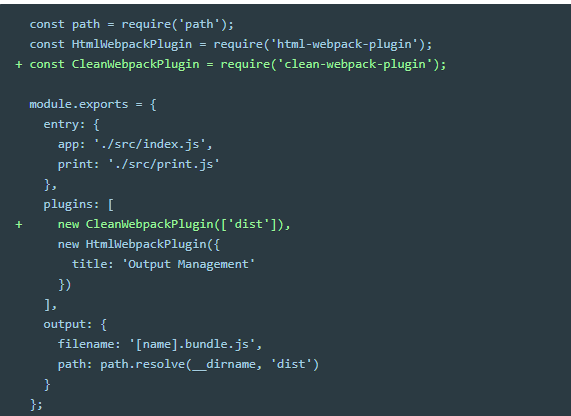 const path = require('path');
  const HtmlWebpackPlugin = require('html-webpack-plugin');
+ const CleanWebpackPlugin = require('clean-webpack-plugin');

  module.exports = {
    entry: {
      app: './src/index.js',
      print: './src/print.js'
    },
    plugins: [
+     new CleanWebpackPlugin(['dist']),
      new HtmlWebpackPlugin({
        title: 'Output Management'
      })
    ],
    output: {
      filename: '[name].bundle.js',
      path: path.resolve(__dirname, 'dist')
    }
  };